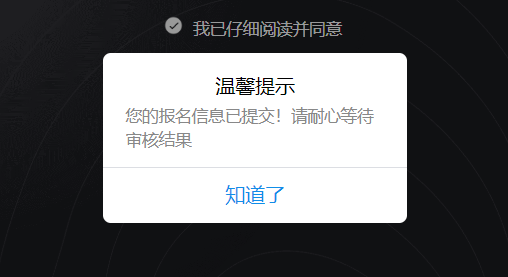 我已仔细阅读并同意
温馨提示
您的报名信息已提交！请耐心等待
审核结果
知道了